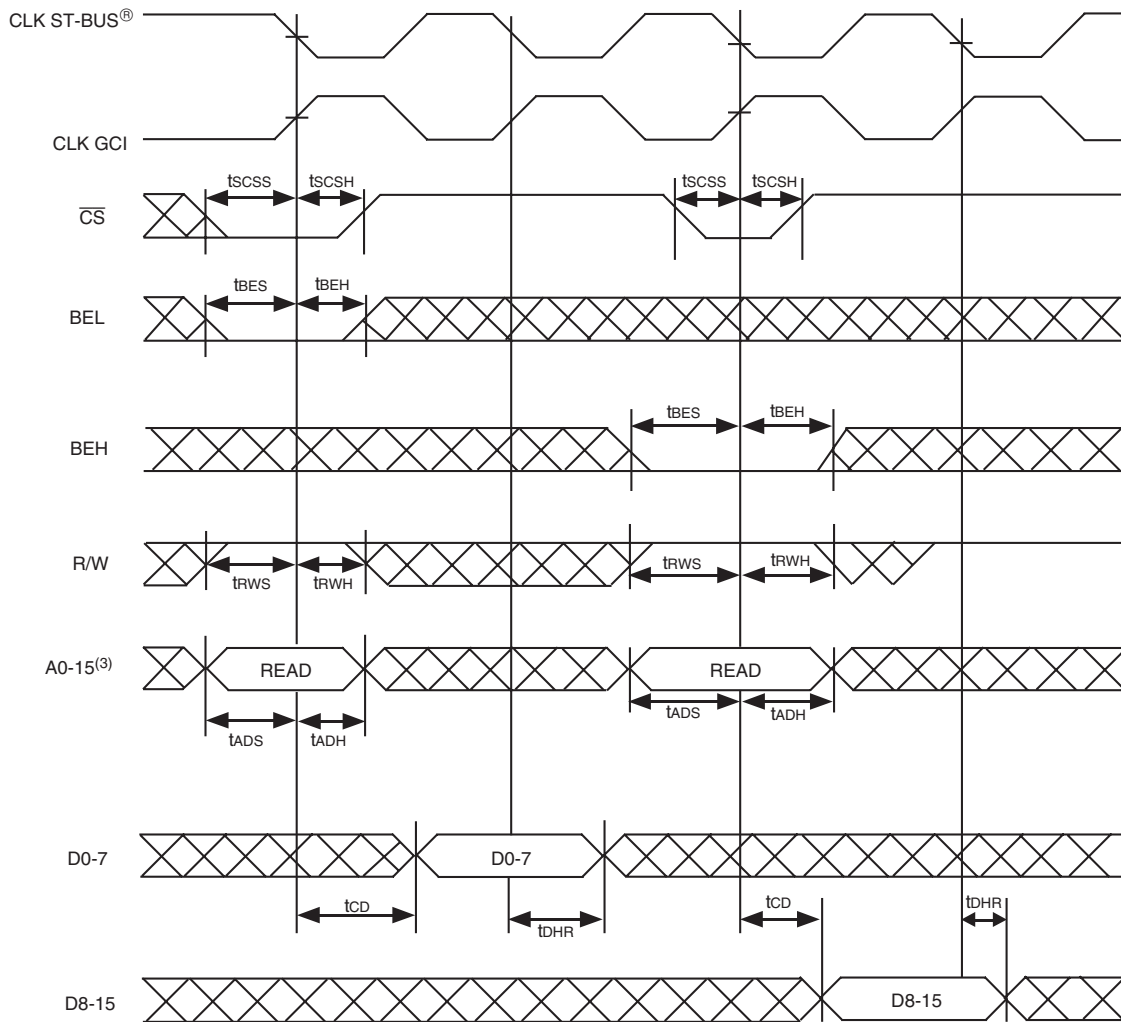 CLK ST-BUS®
CLK GCI
tSCSS tSCSH tSCSS tSCSH
CS
tBES tBEH
BEL
tBES tBEH
BEH
R/W
tRWS tRWH tRWS tRWH
A0-15(3) READ READ
tADS tADH tADS tADH
D0-7 D0-7
tCD tDHR tCD tDHR
D8-15 D8-15